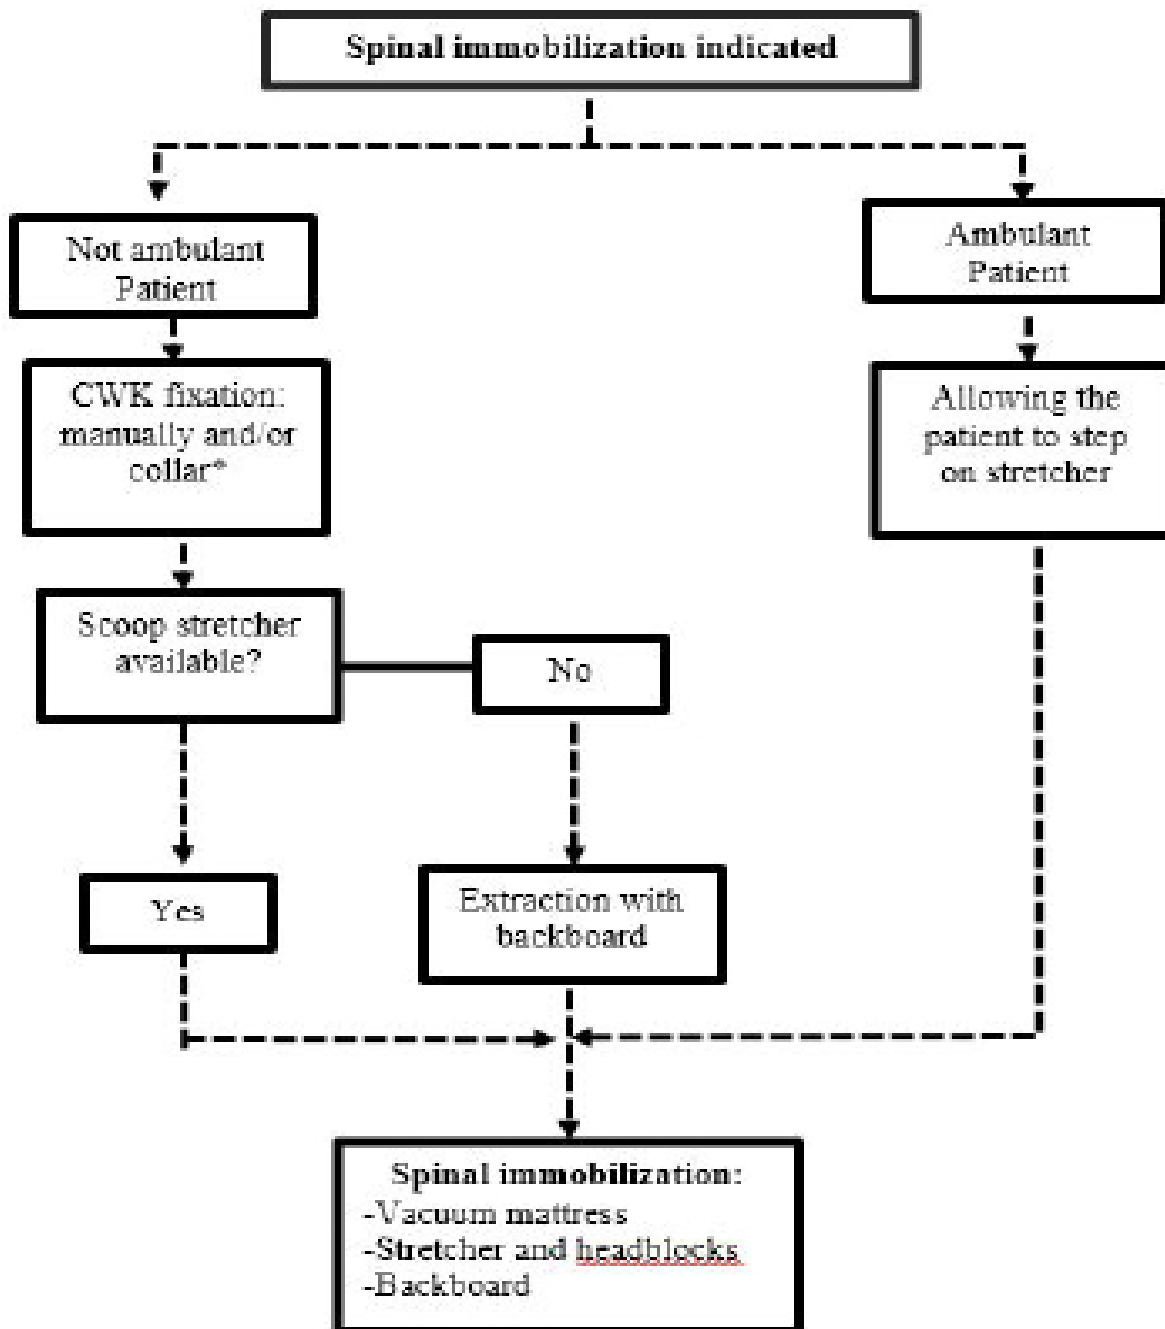 Spinal immobilization indicated
Not ambulant
Patient
Ambulant
Patient
CWK fixation:
manually and/or
collar*
Allowing the
patient to step
on stretcher
Scoop stretcher
available?
No
Yes
Extraction with
backboard
Spinal immobilization:
-Vacuum mattress
-Stretcher and headblocks
-Backboard